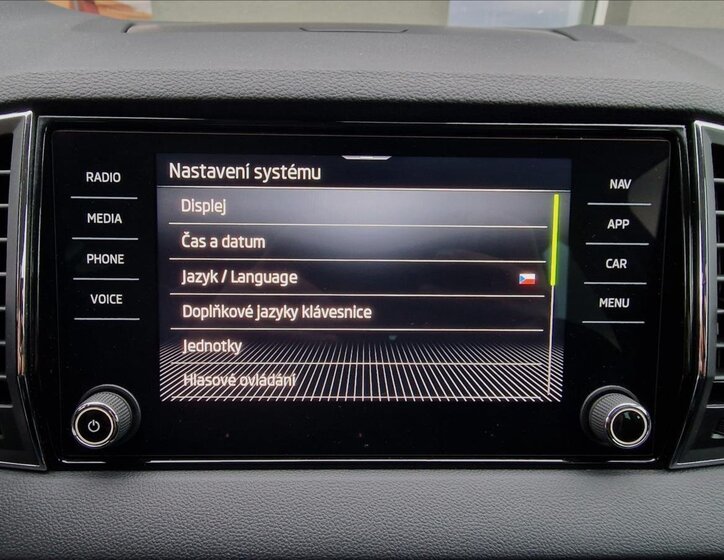 RADIO
MEDIA
PHONE
VOICE
Nastavení systému
Displej
Čas a datum
Jazyk / Language
Doplňkové jazyky klávesnice
Jednotky
Hlasové ovládání
NAV
APP
CAR
MENU